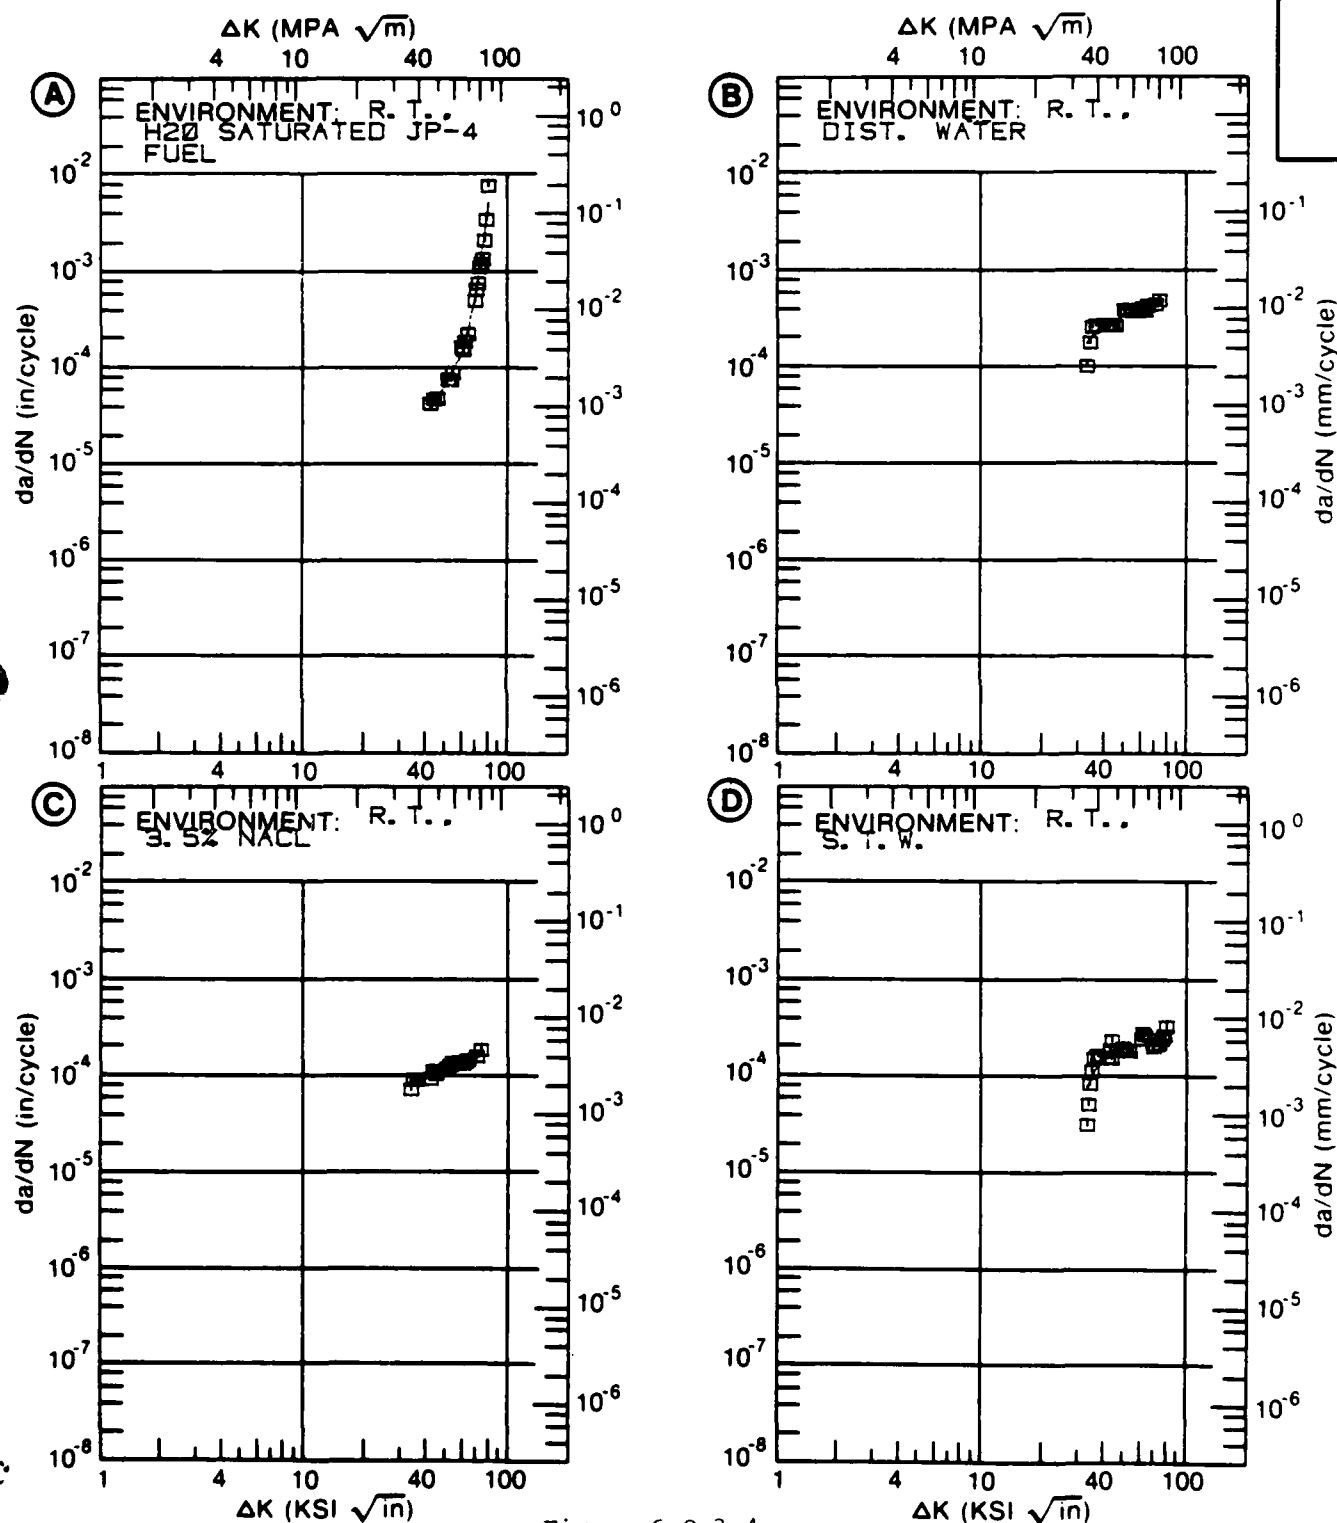 ΔK (MPA √m)
4 10 40 100
A
ENVIRONMENT: R. T.,
H2O SATURATED JP-4
FUEL
10^0
10^-2
10^-1
10^-3
10^-2
10^-4
10^-3
10^-5
10^-4
10^-6
10^-5
10^-7
10^-6
10^-8
da/dN (in/cycle)
1 4 10 40 100
ΔK (MPA √m)
4 10 40 100
B
ENVIRONMENT: R. T.,
DIST. WATER
10^-2
10^-1
10^-3
10^-2
10^-4
10^-3
10^-5
10^-4
10^-6
10^-5
10^-7
10^-6
10^-8
da/dN (mm/cycle)
1 4 10 40 100
C
ENVIRONMENT: R. T.,
3. 5% NACL
10^0
10^-2
10^-1
10^-3
10^-2
10^-4
10^-3
10^-5
10^-4
10^-6
10^-5
10^-7
10^-6
10^-8
da/dN (in/cycle)
1 4 10 40 100
ΔK (KSI √in)
D
ENVIRONMENT: R. T.,
S. T. W.
10^0
10^-2
10^-1
10^-3
10^-2
10^-4
10^-3
10^-5
10^-4
10^-6
10^-5
10^-7
10^-6
10^-8
da/dN (mm/cycle)
1 4 10 40 100
ΔK (KSI √in)